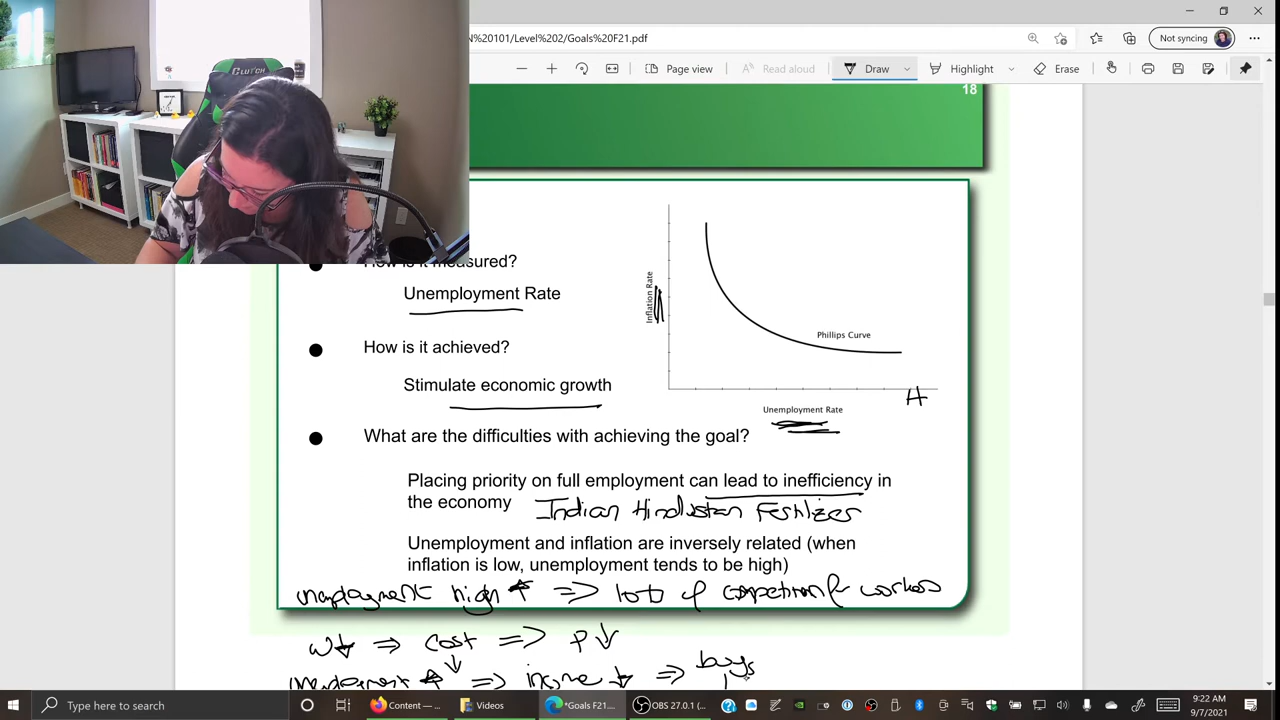 CLUTCH
N%20101/Level%202/Goals%20F21.pdf
Not syncing
Page view
Read aloud
Draw
Highlight
Erase
18
How is it measured?
Unemployment Rate
How is it achieved?
Stimulate economic growth
What are the difficulties with achieving the goal?
Placing priority on full employment can lead to inefficiency in
the economy Indian Hindustan Fertilizer
Unemployment and inflation are inversely related (when
inflation is low, unemployment tends to be high)
Inflation Rate
Phillips Curve
H
Unemployment Rate
unemployment high ↑ => lots of competition for workers
w↓ => cost ↓ => P↓
unemployment ↑ => income ↓ => buys
Type here to search
Content —…
Videos
*Goals F21…
OBS 27.0.1 (…
9:22 AM
9/7/2021